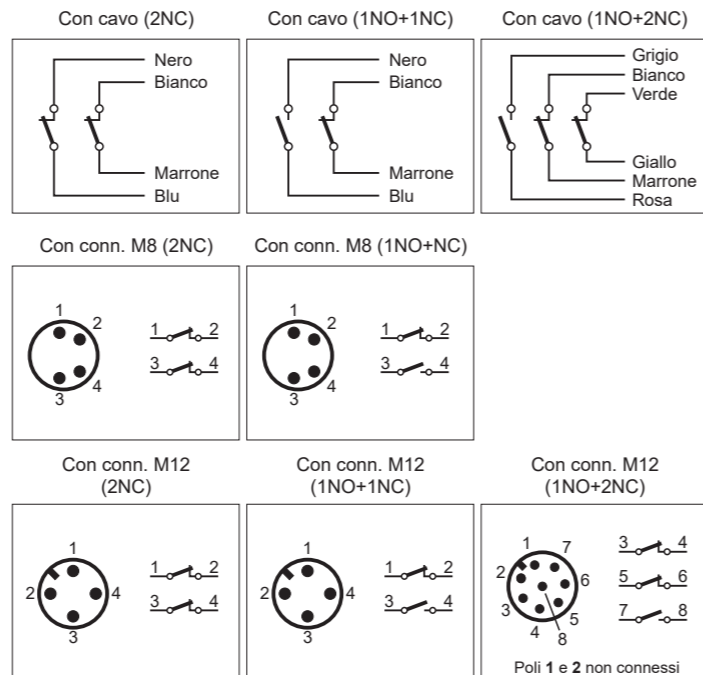 Con cavo (2NC)
Nero
Bianco
Marrone
Blu
Con cavo (1NO+1NC)
Nero
Bianco
Marrone
Blu
Con cavo (1NO+2NC)
Grigio
Bianco
Verde
Giallo
Marrone
Rosa
Con conn. M8 (2NC)
1
2
3
4
1 2
3 4
Con conn. M8 (1NO+NC)
1
2
3
4
1 2
3 4
Con conn. M12
(2NC)
1
2
4
3
1 2
3 4
Con conn. M12
(1NO+1NC)
1
2
4
3
1 2
3 4
Con conn. M12
(1NO+2NC)
1
7
2
6
3
5
4
8
3 4
5 6
7 8
Poli 1 e 2 non connessi